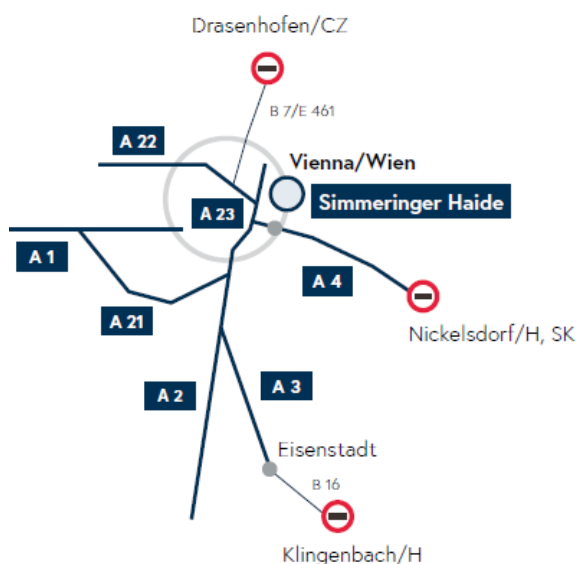 Drasenhofen/CZ
B 7/E 461
A 22
Vienna/Wien
Simmeringer Haide
A 23
A 1
A 4
A 21
Nickelsdorf/H, SK
A 2
A 3
Eisenstadt
B 16
Klingenbach/H